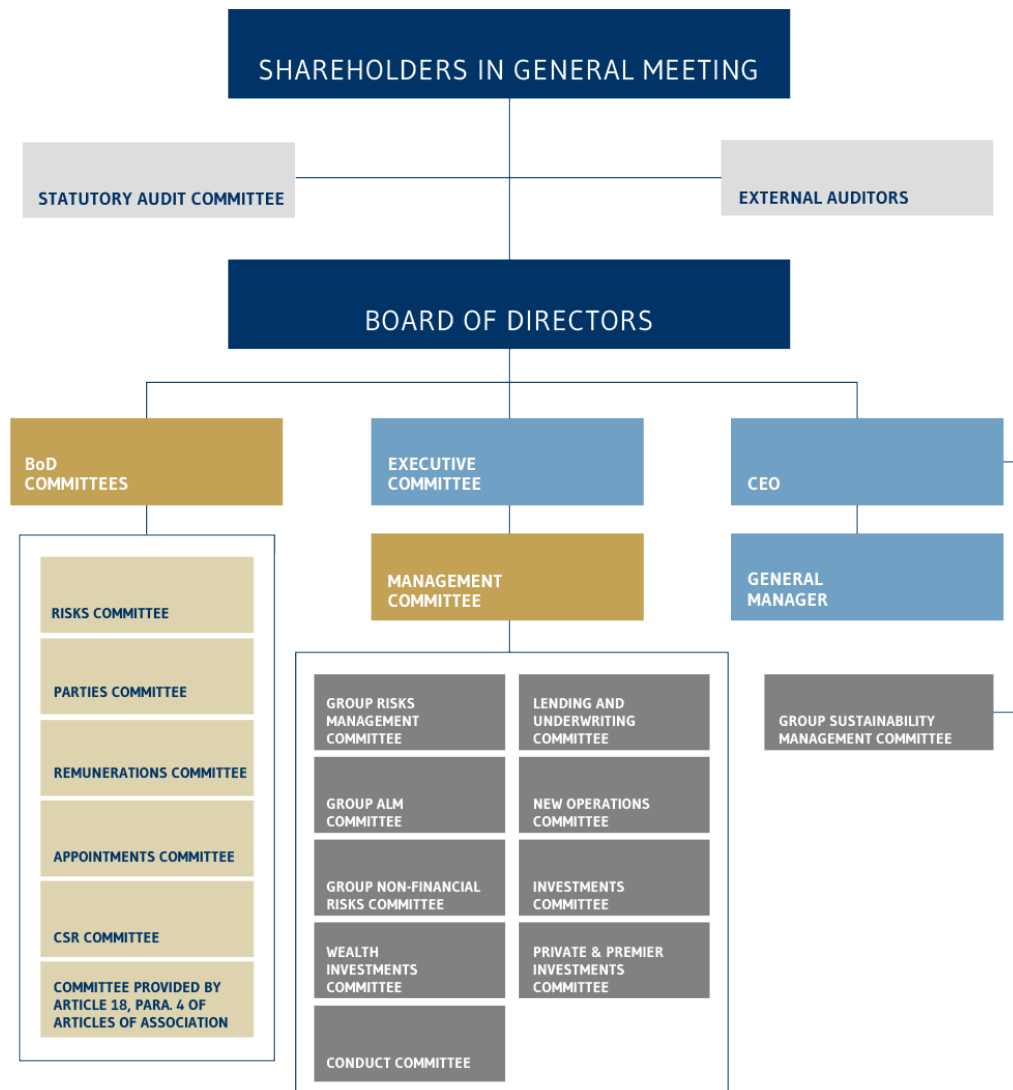 SHAREHOLDERS IN GENERAL MEETING
STATUTORY AUDIT COMMITTEE
EXTERNAL AUDITORS
BOARD OF DIRECTORS
BoD
COMMITTEES
EXECUTIVE
COMMITTEE
CEO
MANAGEMENT
COMMITTEE
GENERAL
MANAGER
RISKS COMMITTEE
PARTIES COMMITTEE
REMUNERATIONS COMMITTEE
APPOINTMENTS COMMITTEE
CSR COMMITTEE
COMMITTEE PROVIDED BY
ARTICLE 18, PARA. 4 OF
ARTICLES OF ASSOCIATION
GROUP RISKS
MANAGEMENT
COMMITTEE
LENDING AND
UNDERWRITING
COMMITTEE
GROUP ALM
COMMITTEE
NEW OPERATIONS
COMMITTEE
GROUP NON-FINANCIAL
RISKS COMMITTEE
INVESTMENTS
COMMITTEE
WEALTH
INVESTMENTS
COMMITTEE
PRIVATE & PREMIER
INVESTMENTS
COMMITTEE
CONDUCT COMMITTEE
GROUP SUSTAINABILITY
MANAGEMENT COMMITTEE